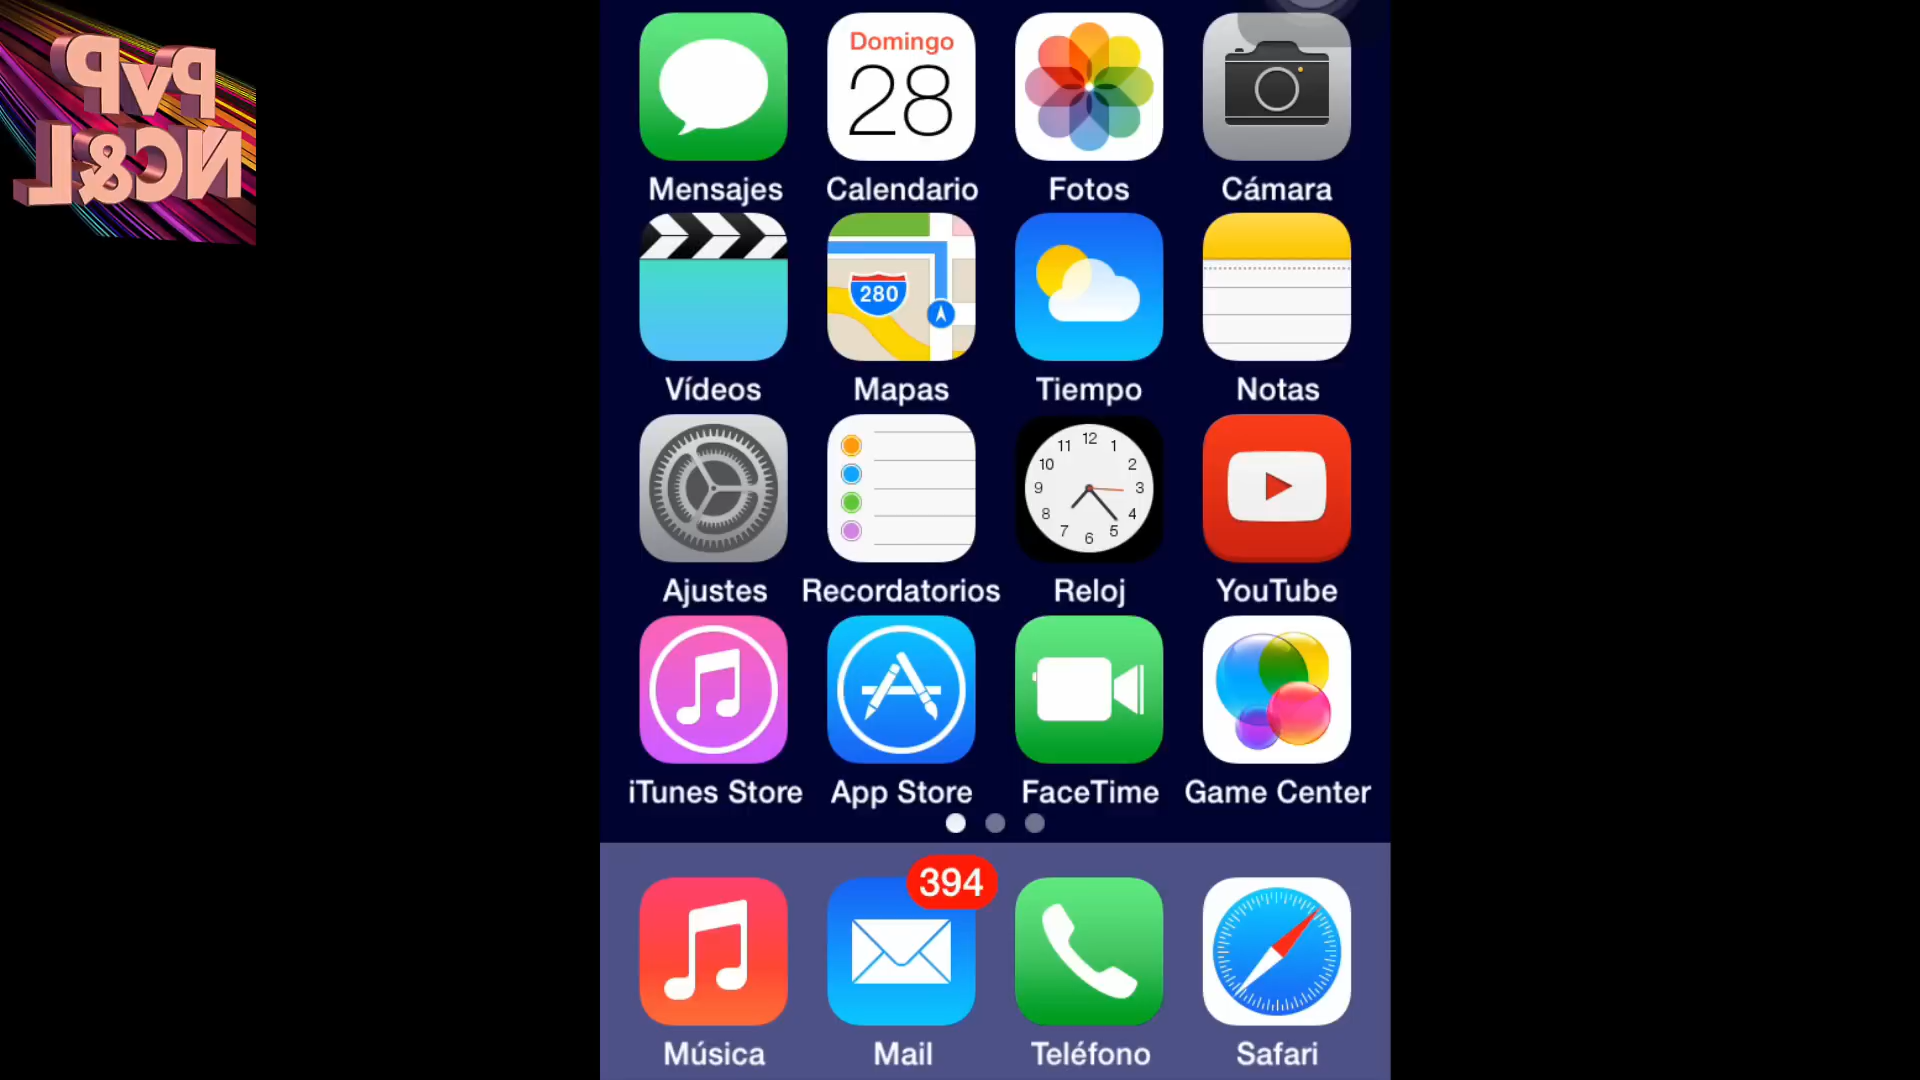 PvP
NC&L
Domingo
28
Mensajes Calendario Fotos Cámara
280
Vídeos Mapas Tiempo Notas
12
11 1
10 2
9 3
8 4
7 5
6
Ajustes Recordatorios Reloj YouTube
iTunes Store App Store FaceTime Game Center
394
Música Mail Teléfono Safari